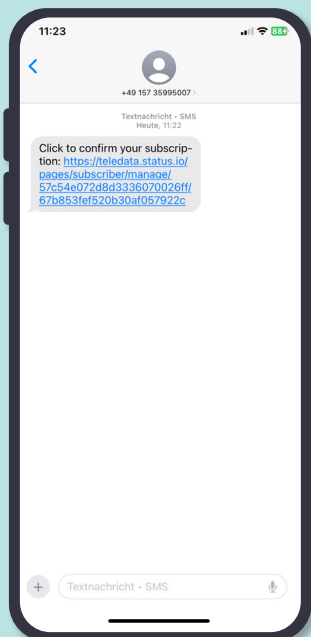 11:23
88
+49 157 35995007
Textnachricht • SMS
Heute, 11:22
Click to confirm your subscrip-
tion: https://teledata.status.io/
pages/subscriber/manage/
57c54e072d8d3336070026ff/
67b853fef520b30af057922c
Textnachricht • SMS